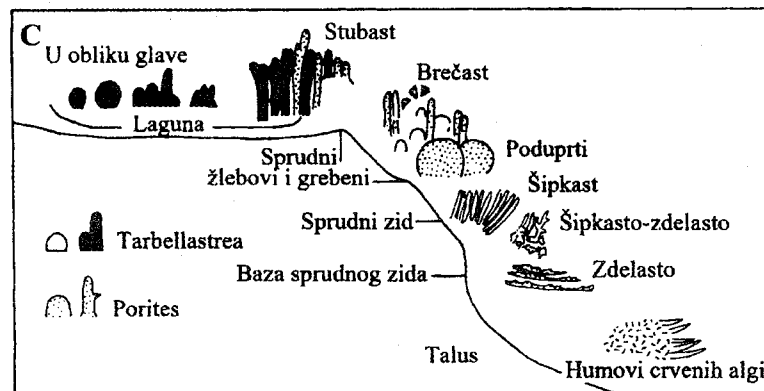 C
Stubast
U obliku glave
Brečast
Laguna
Sprudni
žlebovi i grebeni
Poduprti
Šipkast
Sprudni zid
Šipkasto-zdelasto
Tarbellastrea
Baza sprudnog zida
Zdelasto
Porites
Talus
Humovi crvenih algi